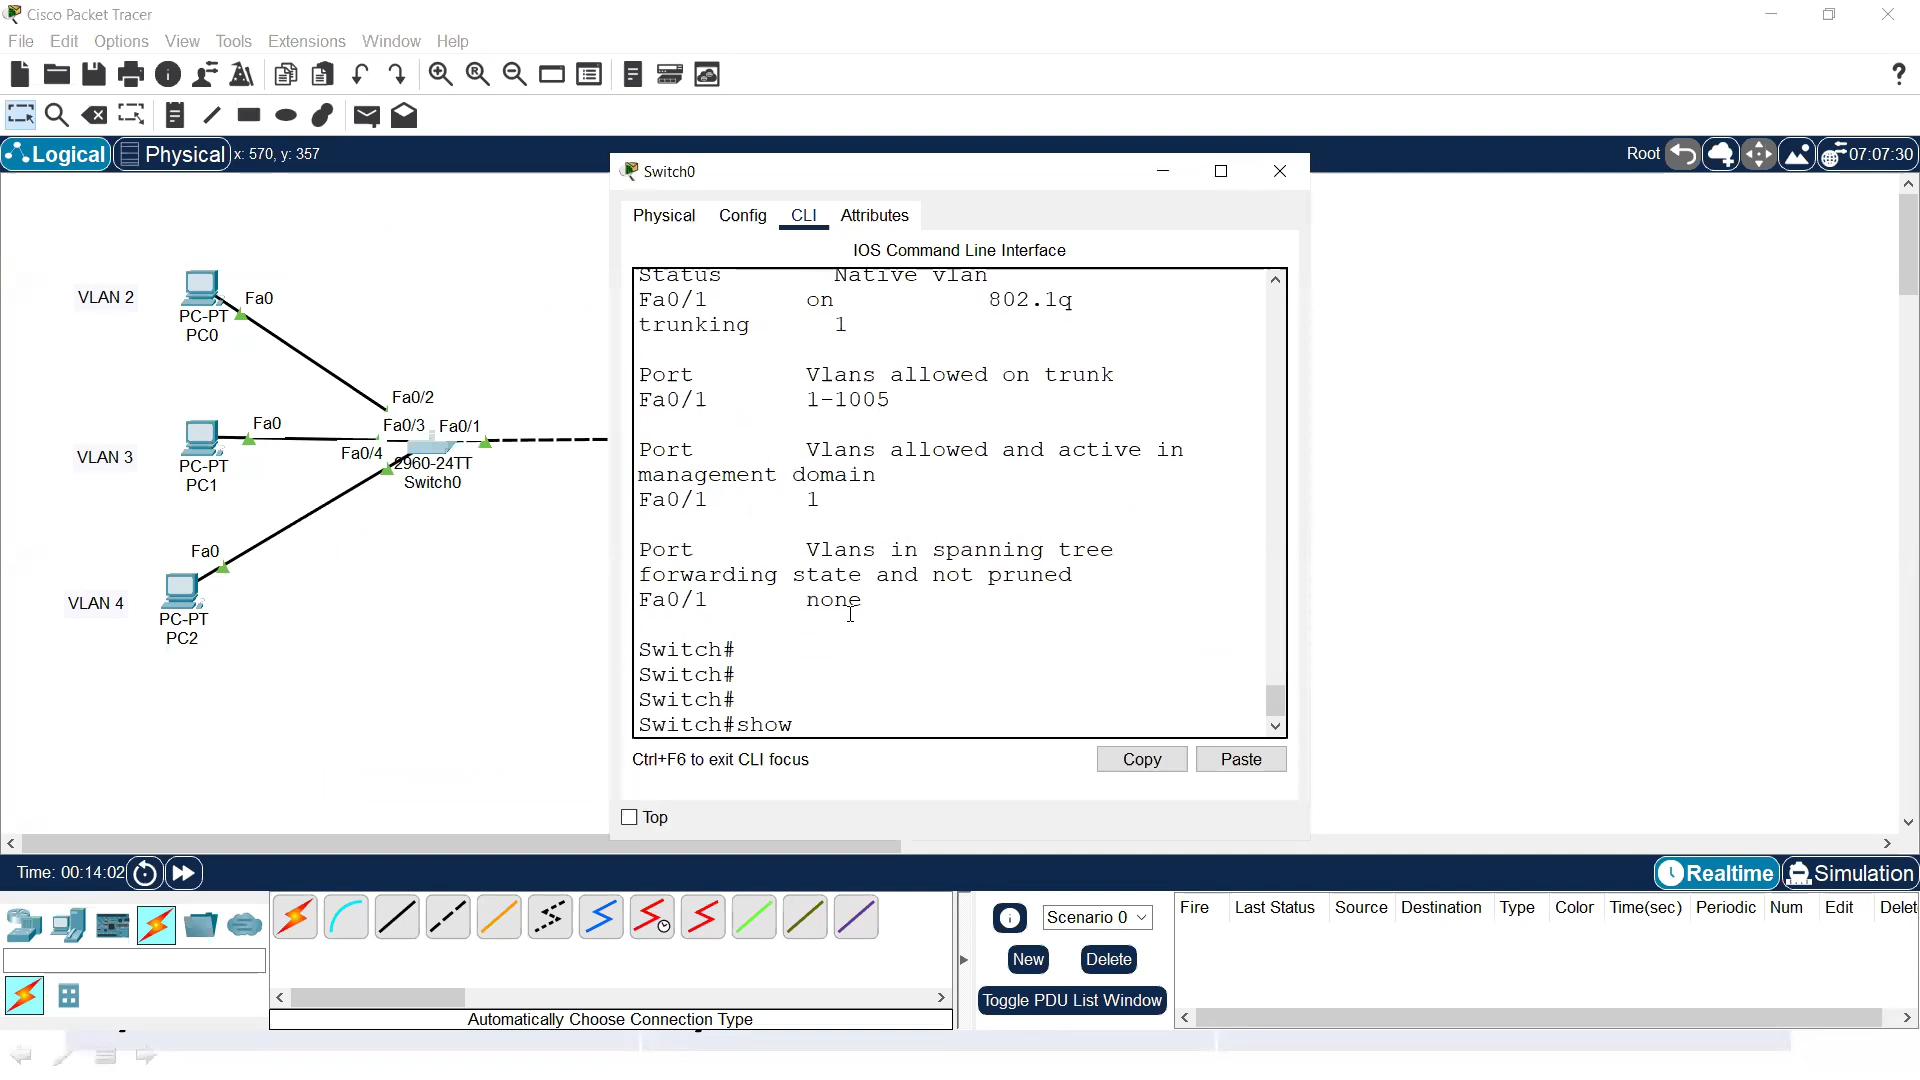 Cisco Packet Tracer
File Edit Options View Tools Extensions Window Help
Logical Physical x: 570, y: 357
Root 07:07:30
Switch0
Physical Config CLI Attributes
IOS Command Line Interface
Status Native vlan
Fa0/1 on 802.1q
trunking 1
Port Vlans allowed on trunk
Fa0/1 1-1005
Port Vlans allowed and active in
management domain
Fa0/1 1
Port Vlans in spanning tree
forwarding state and not pruned
Fa0/1 none
Switch#
Switch#
Switch#
Switch#show
Ctrl+F6 to exit CLI focus
Copy Paste
Top
VLAN 2
Fa0
PC-PT
PC0
Fa0/2
VLAN 3
Fa0
PC-PT
PC1
Fa0/3 Fa0/1
Fa0/4
2960-24TT
Switch0
Fa0
VLAN 4
PC-PT
PC2
Time: 00:14:02
Realtime Simulation
Scenario 0
New Delete
Toggle PDU List Window
Fire Last Status Source Destination Type Color Time(sec) Periodic Num Edit Delet
Automatically Choose Connection Type